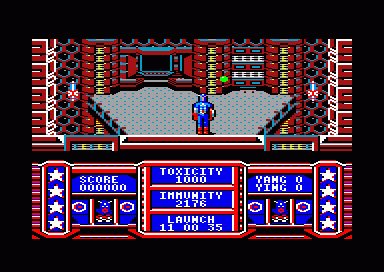 SCORE
000000
TOXICITY
1000
IMMUNITY
2176
LAUNCH
11 00 35
YANG 0
YING 0